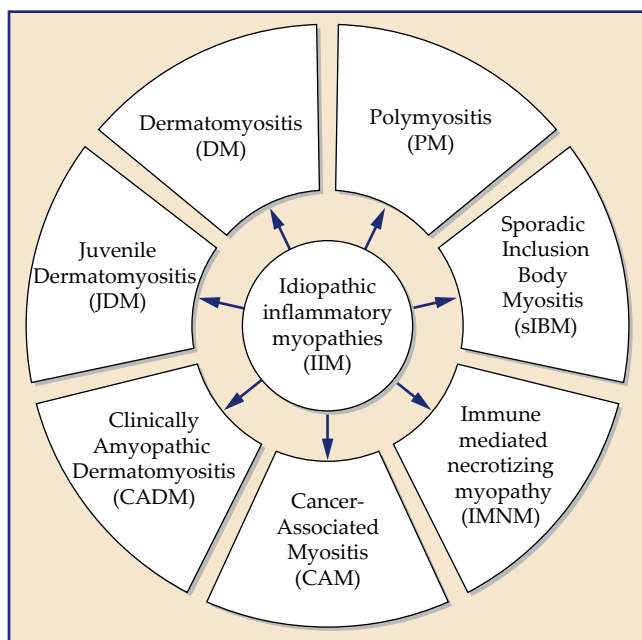 Dermatomyositis
(DM)
Polymyositis
(PM)
Sporadic
Inclusion
Body
Myositis
(sIBM)
Immune
mediated
necrotizing
myopathy
(IMNM)
Cancer-
Associated
Myositis
(CAM)
Clinically
Amyopathic
Dermatomyositis
(CADM)
Juvenile
Dermatomyositis
(JDM)
Idiopathic
inflammatory
myopathies
(IIM)